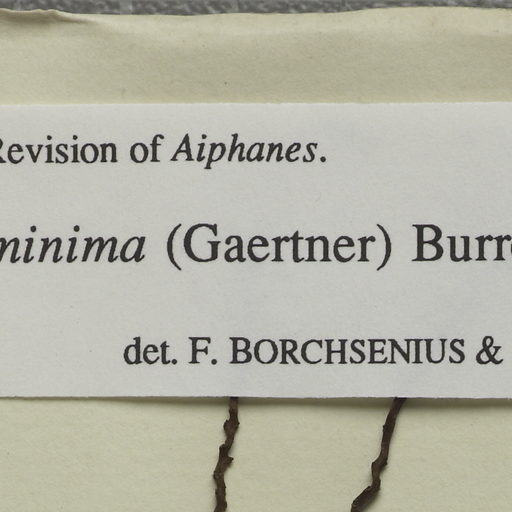 Revision of Aiphanes.
minima (Gaertner) Burr
det. F. BORCHSENIUS &